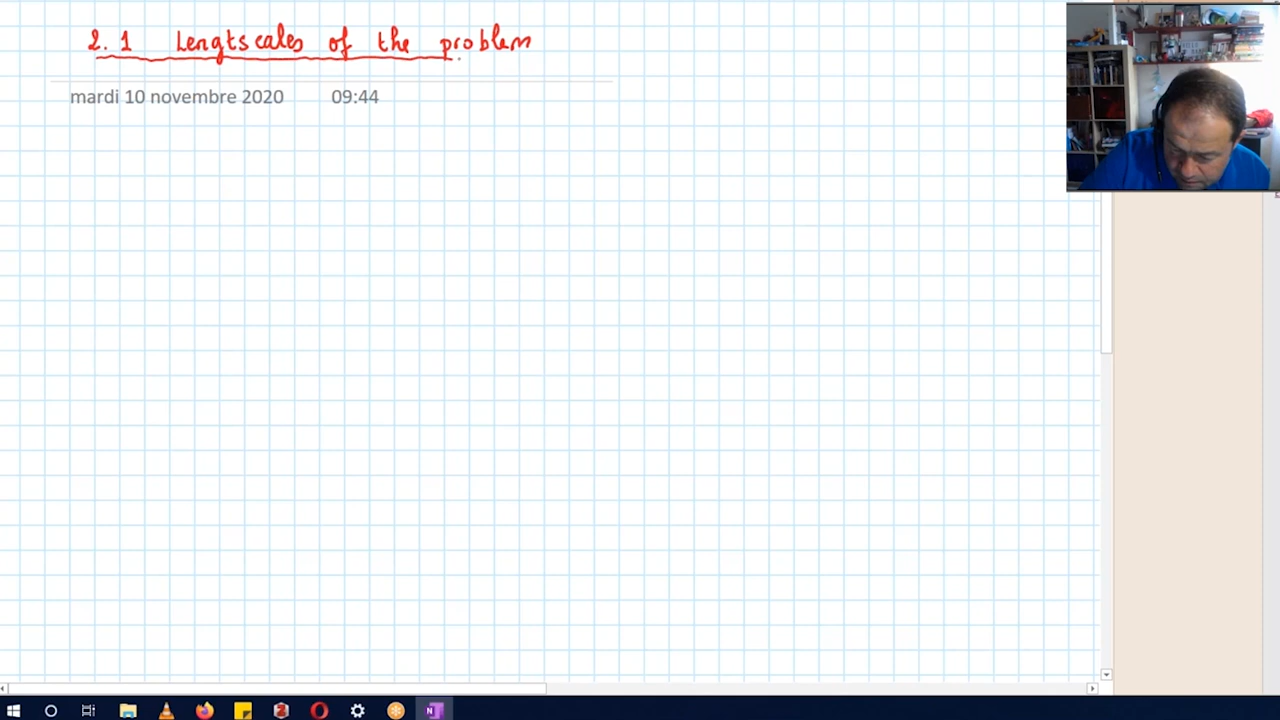 2.1 Lengtscales of the problem
mardi 10 novembre 2020 09:44